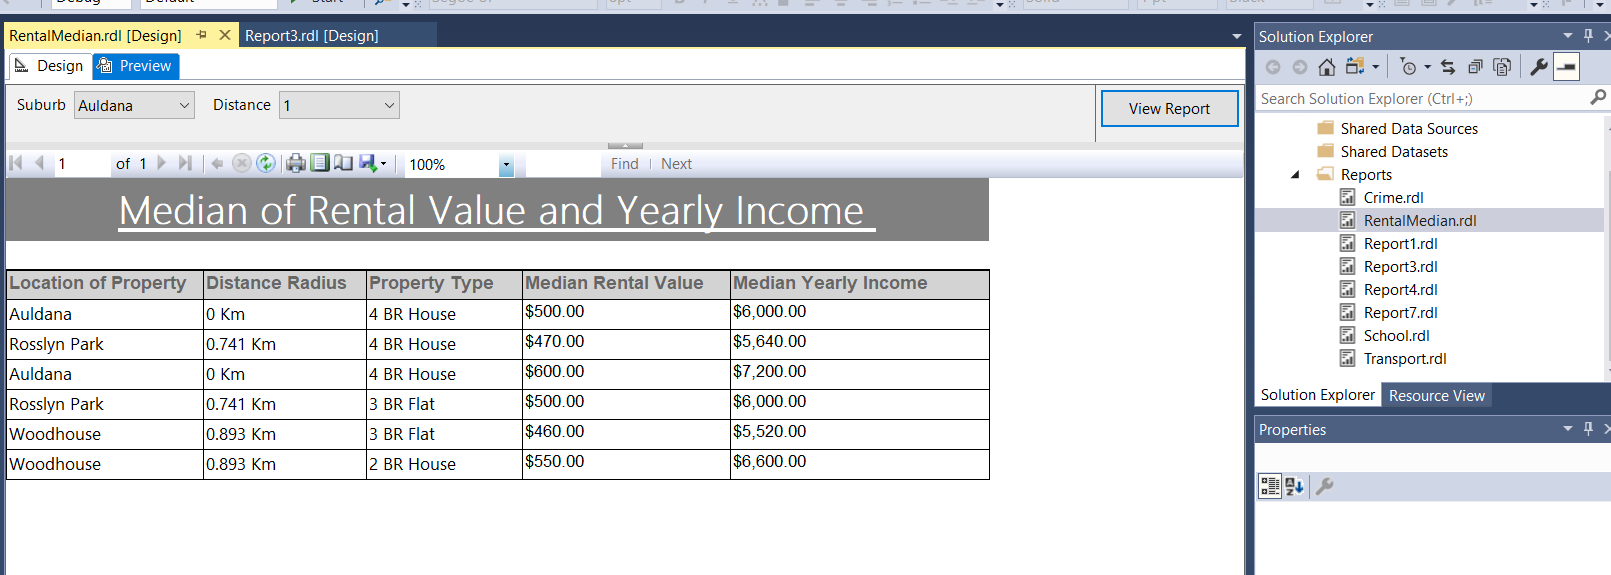 Debug Default Start
RentalMedian.rdl [Design] Report3.rdl [Design]
Design Preview
Suburb Auldana Distance 1 View Report
1 of 1 100% Find | Next
Median of Rental Value and Yearly Income
Location of Property Distance Radius Property Type Median Rental Value Median Yearly Income
Auldana 0 Km 4 BR House $500.00 $6,000.00
Rosslyn Park 0.741 Km 4 BR House $470.00 $5,640.00
Auldana 0 Km 4 BR House $600.00 $7,200.00
Rosslyn Park 0.741 Km 3 BR Flat $500.00 $6,000.00
Woodhouse 0.893 Km 3 BR Flat $460.00 $5,520.00
Woodhouse 0.893 Km 2 BR House $550.00 $6,600.00
Solution Explorer
Search Solution Explorer (Ctrl+;)
Shared Data Sources
Shared Datasets
Reports
Crime.rdl
RentalMedian.rdl
Report1.rdl
Report3.rdl
Report4.rdl
Report7.rdl
School.rdl
Transport.rdl
Solution Explorer Resource View
Properties